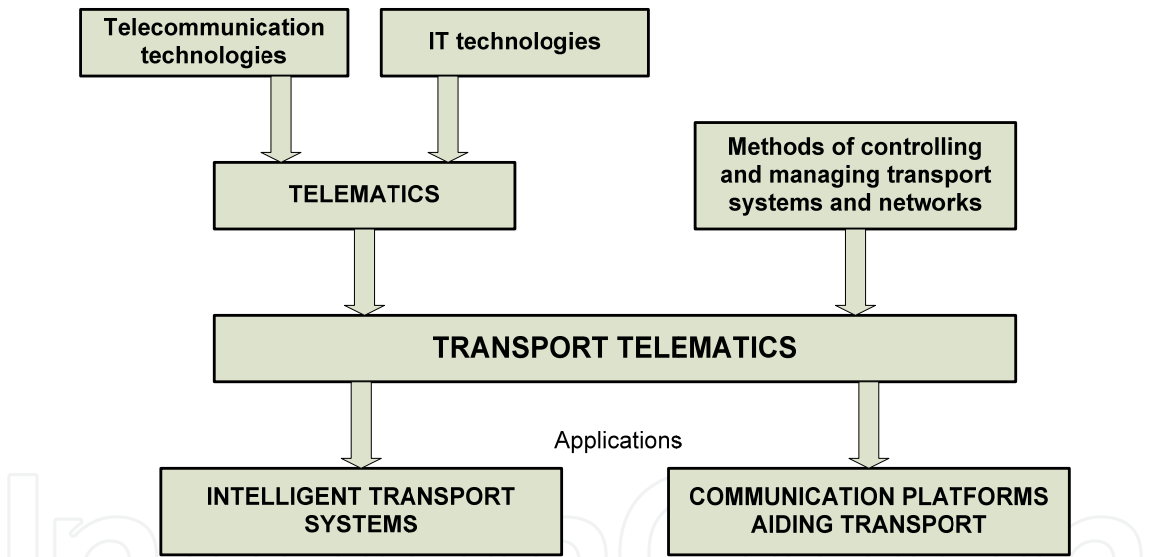 Telecommunication
technologies
IT technologies
Methods of controlling
and managing transport
systems and networks
TELEMATICS
TRANSPORT TELEMATICS
Applications
INTELLIGENT TRANSPORT
SYSTEMS
COMMUNICATION PLATFORMS
AIDING TRANSPORT